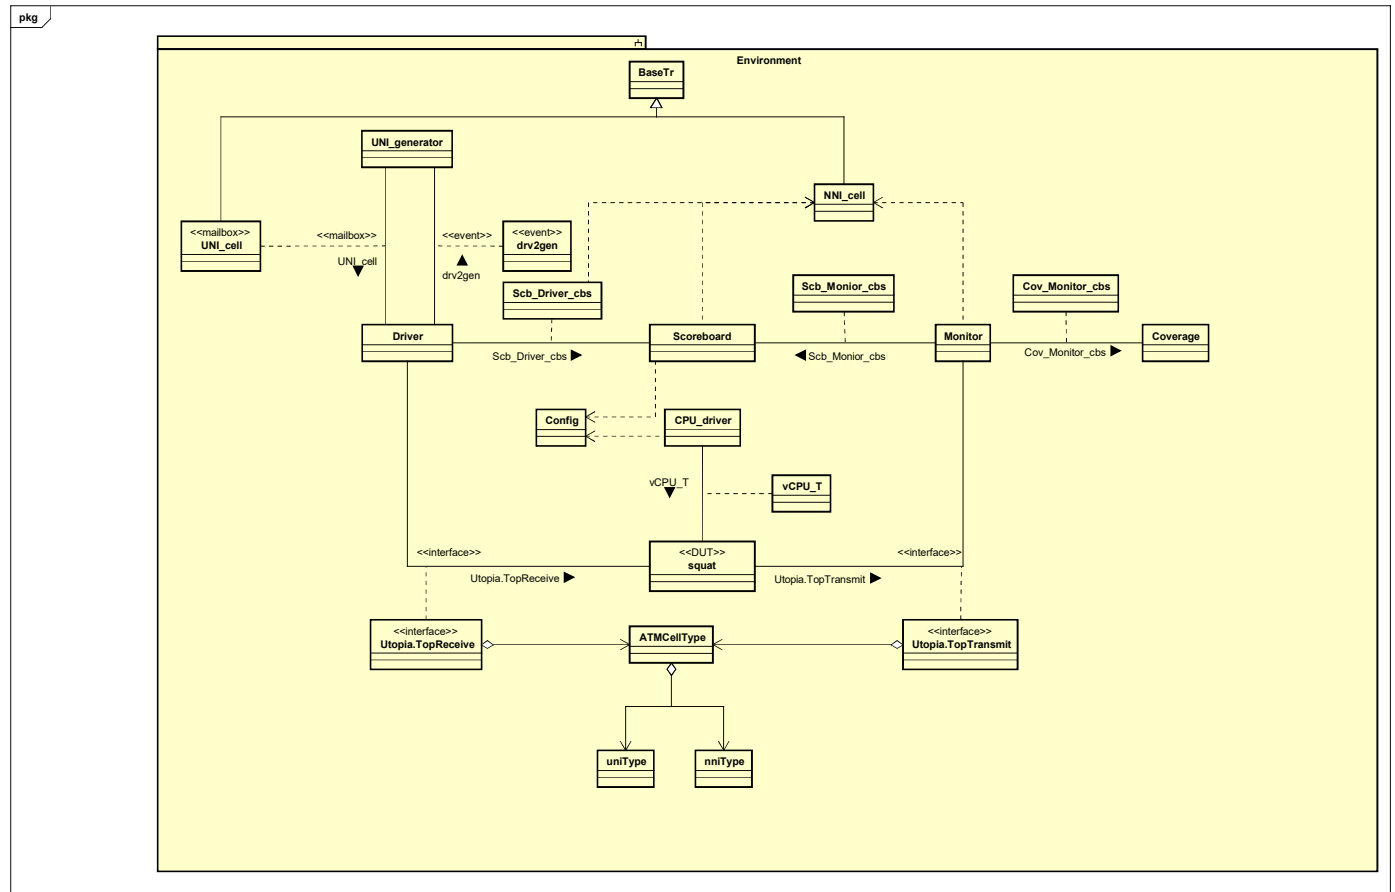 pkg
Environment
BaseTr
UNI_generator
NNI_cell
<<mailbox>>
UNI_cell
<<mailbox>>
UNI_cell
<<event>>
drv2gen
<<event>>
drv2gen
Scb_Driver_cbs
Scb_Monior_cbs
Cov_Monitor_cbs
Driver
Scb_Driver_cbs
Scoreboard
Scb_Monior_cbs
Monitor
Cov_Monitor_cbs
Coverage
Config
CPU_driver
vCPU_T
vCPU_T
<<interface>>
Utopia.TopReceive
<<DUT>>
squat
<<interface>>
Utopia.TopTransmit
<<interface>>
Utopia.TopReceive
ATMCellType
<<interface>>
Utopia.TopTransmit
uniType
nniType